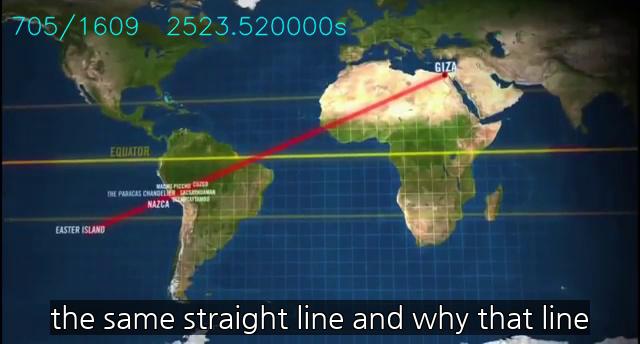 705/1609 2523.520000s
GIZA
EQUATOR
MACHU PICCHU CUZCO
THE PARACAS CHANDELIER SACSAYHUAMAN
OLLANTAYTAMBO
NAZCA
EASTER ISLAND
the same straight line and why that line